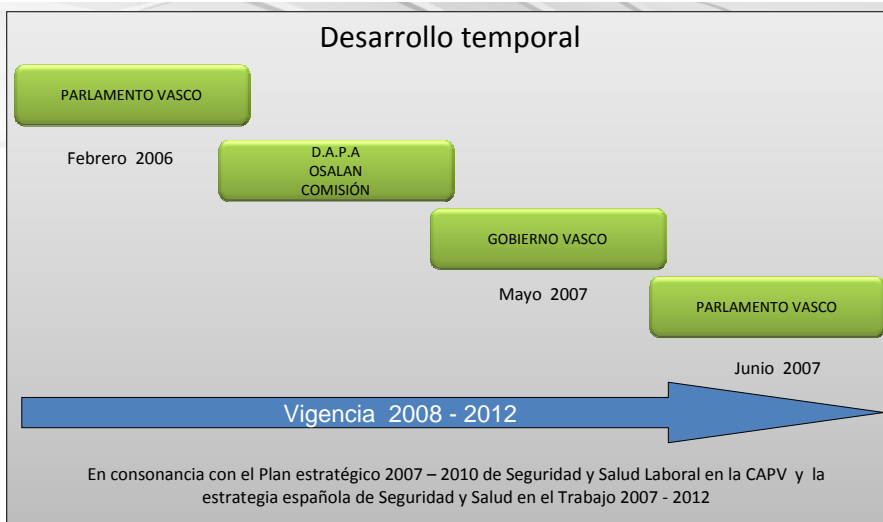 Desarrollo temporal
PARLAMENTO VASCO
Febrero 2006
D.A.P.A
OSALAN
COMISIÓN
GOBIERNO VASCO
Mayo 2007
PARLAMENTO VASCO
Junio 2007
Vigencia 2008 - 2012
En consonancia con el Plan estratégico 2007 – 2010 de Seguridad y Salud Laboral en la CAPV y la
estrategia española de Seguridad y Salud en el Trabajo 2007 - 2012